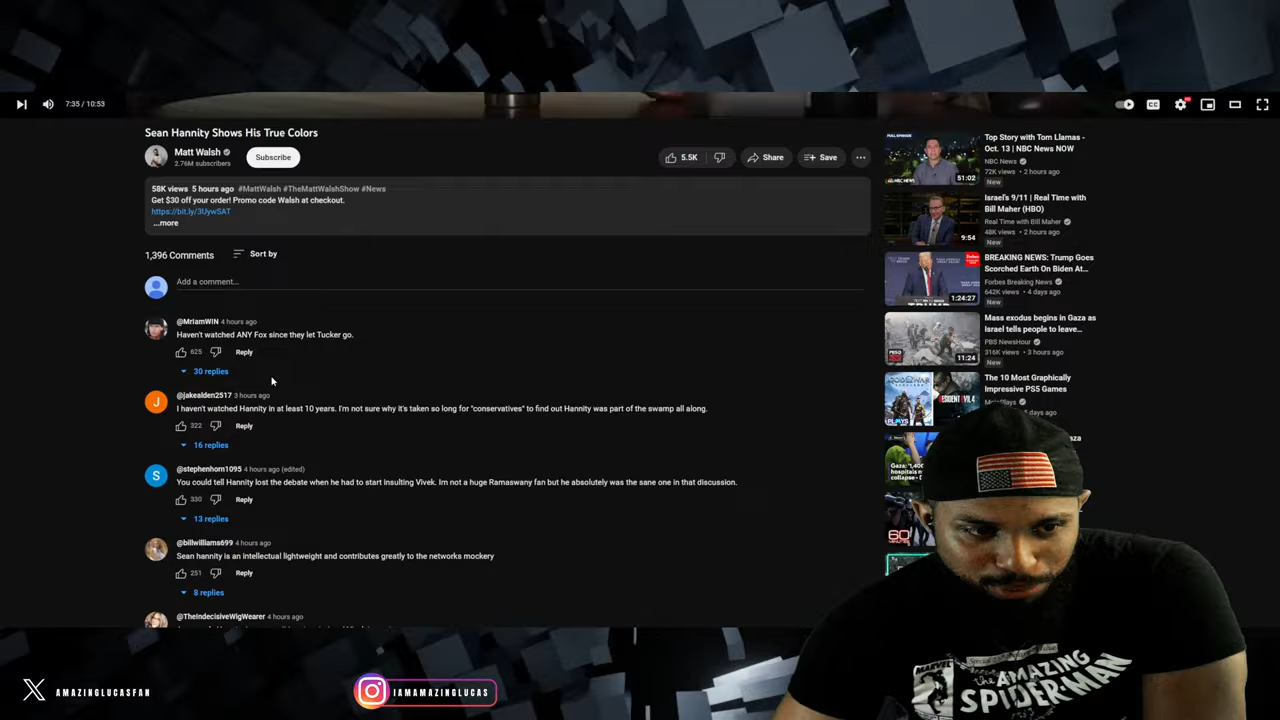 7:35 / 10:53
Sean Hannity Shows His True Colors
Matt Walsh
2.76M subscribers
Subscribe
5.5K
Share
Save
58K views 5 hours ago #MattWalsh #TheMattWalshShow #News
Get $30 off your order! Promo code Walsh at checkout.
https://bit.ly/3UywSAT
...more
1,396 Comments
Sort by
Add a comment...
@MriamWiN 4 hours ago
Haven't watched ANY Fox since they let Tucker go.
625
Reply
30 replies
@jakealden2517 3 hours ago
I haven't watched Hannity in at least 10 years. I'm not sure why it's taken so long for "conservatives" to find out Hannity was part of the swamp all along.
322
Reply
16 replies
@stephenhorn1095 4 hours ago (edited)
You could tell Hannity lost the debate when he had to start insulting Vivek. Im not a huge Ramaswany fan but he absolutely was the sane one in that discussion.
330
Reply
13 replies
@billwilliams699 4 hours ago
Sean hannity is an intellectual lightweight and contributes greatly to the networks mockery
251
Reply
8 replies
@TheIndecisiveWigWearer 4 hours ago
FULL EPISODE
51:02
Top Story with Tom Llamas -
Oct. 13 | NBC News NOW
NBC News
72K views • 2 hours ago
New
9:54
Israel's 9/11 | Real Time with
Bill Maher (HBO)
Real Time with Bill Maher
48K views • 2 hours ago
New
1:24:27
BREAKING NEWS: Trump Goes
Scorched Earth On Biden At...
Forbes Breaking News
642K views • 4 days ago
New
11:24
Mass exodus begins in Gaza as
Israel tells people to leave...
PBS NewsHour
316K views • 3 hours ago
New
The 10 Most Graphically
Impressive PS5 Games
days ago
60
MARVEL
THE AMAZING
SPIDER-MAN
AMAZINGLUCASFAN
IAMAMAZINGLUCAS